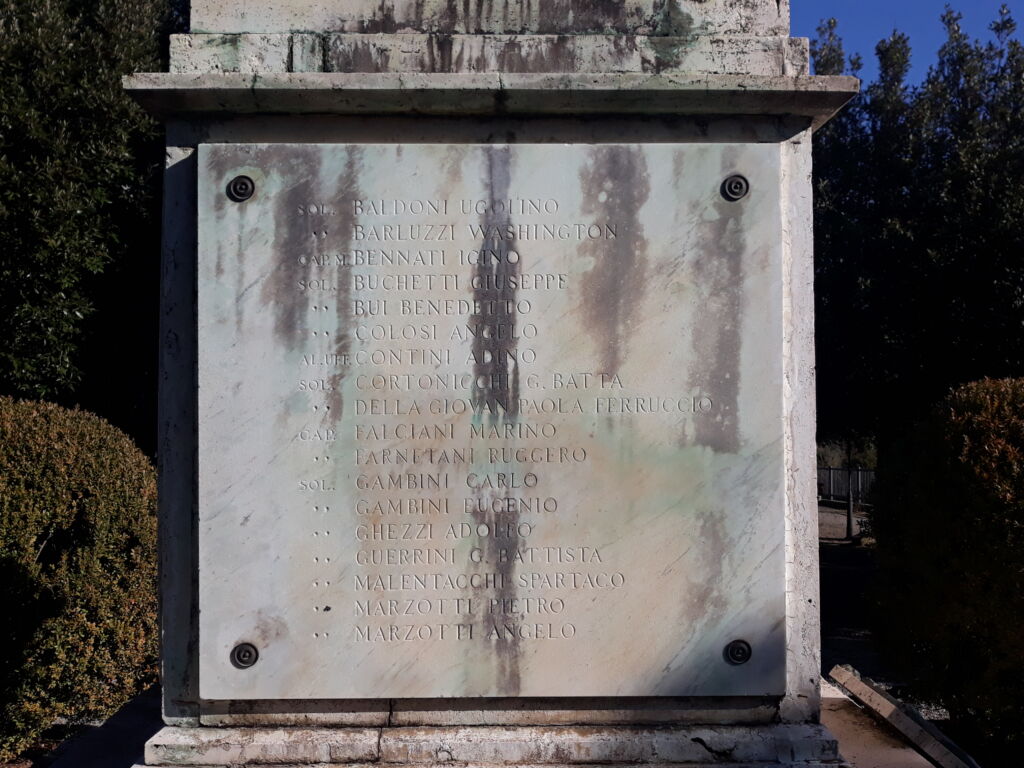 SOL. BALDONI UGOLINO
" BARLUZZI WASHINGTON
CAP.M. BENNATI IGINO
SOL. BUCHETTI GIUSEPPE
" BUI BENEDETTO
" COLOSI ANGELO
AL.UFF. CONTINI ADINO
SOL. CORTONICCHI G. BATTA
" DELLA GIOVAN PAOLA FERRUCCIO
CAP. FALCIANI MARINO
" FARNETANI RUGGERO
SOL. GAMBINI CARLO
" GAMBINI EUGENIO
" GHEZZI ADOLFO
" GUERRINI G. BATTISTA
" MALENTACCHI SPARTACO
" MARZOTTI PIETRO
" MARZOTTI ANGELO